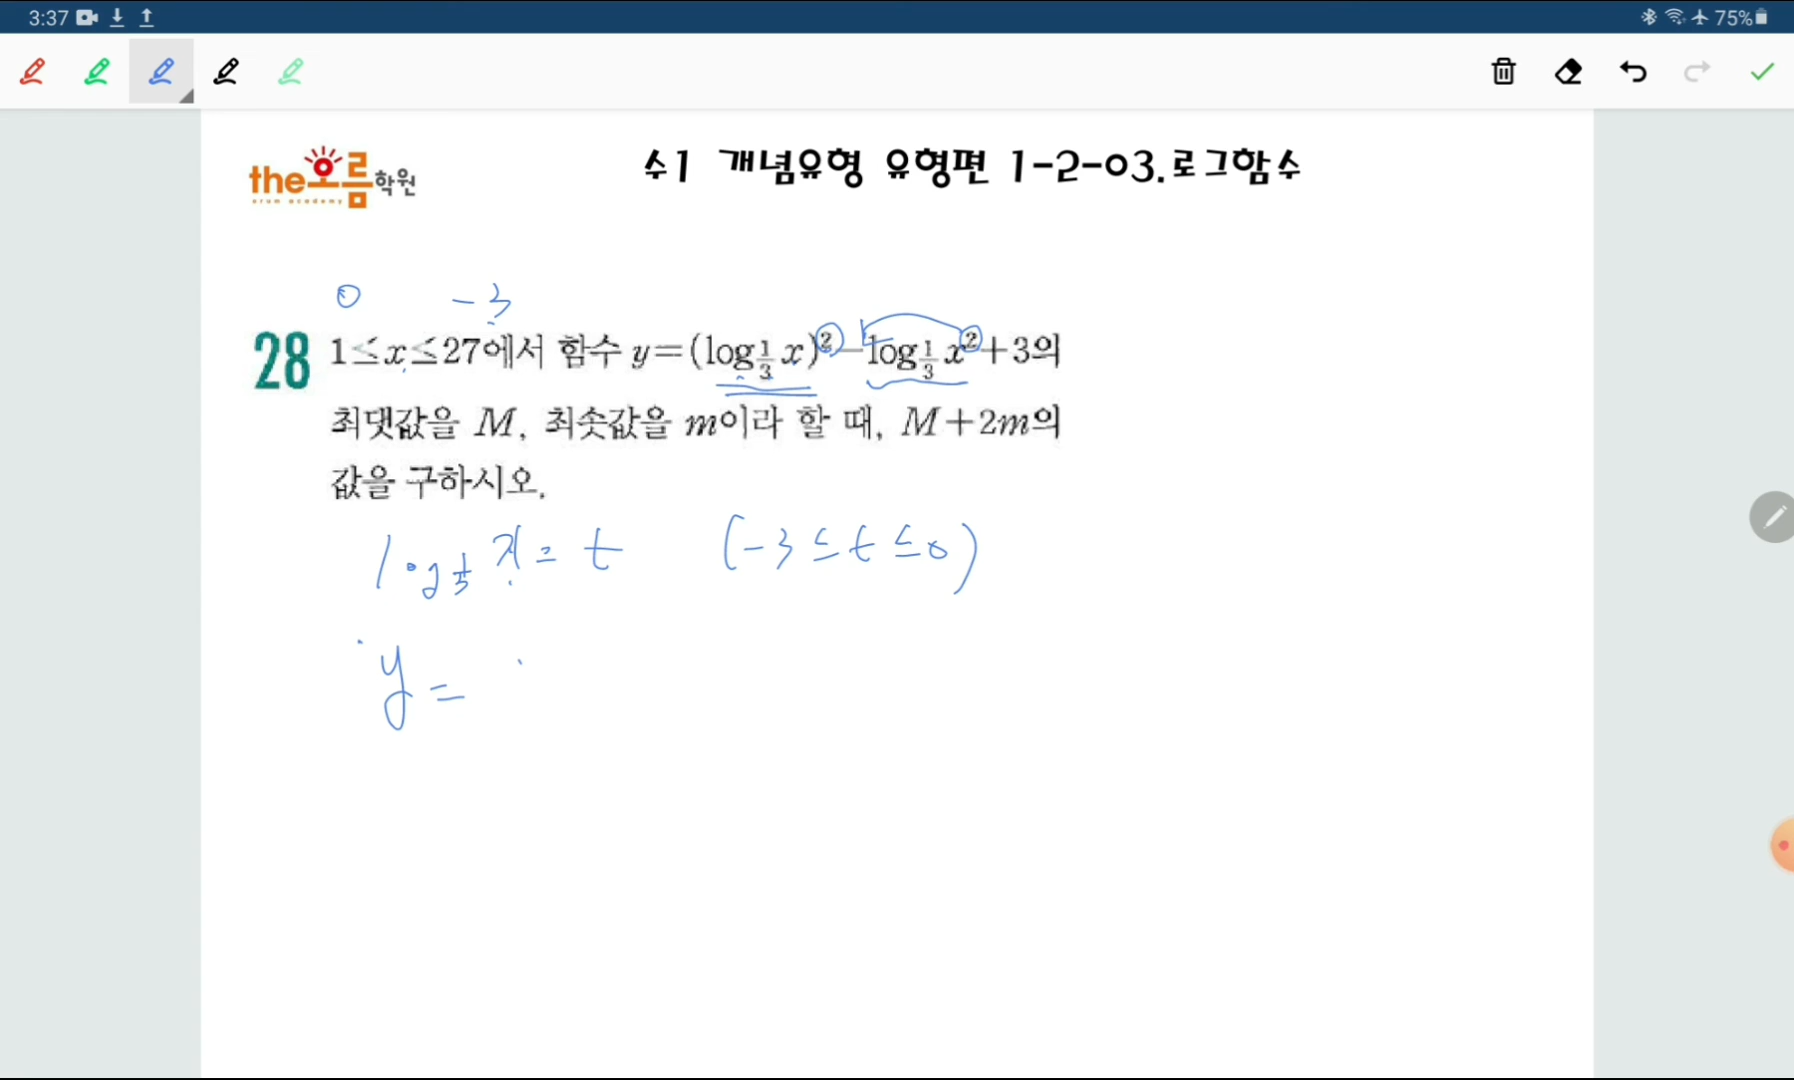 3:37 75%
the오름학원
orum academy
수1 개념유형 유형편 1-2-03.로그함수
0 -3
28 1≤x≤27에서 함수 y=(log_{1/3} x)²-log_{1/3} x²+3의
최댓값을 M, 최솟값을 m이라 할 때, M+2m의
값을 구하시오.
log_{1/3} x = t (-3≤t≤0)
y =